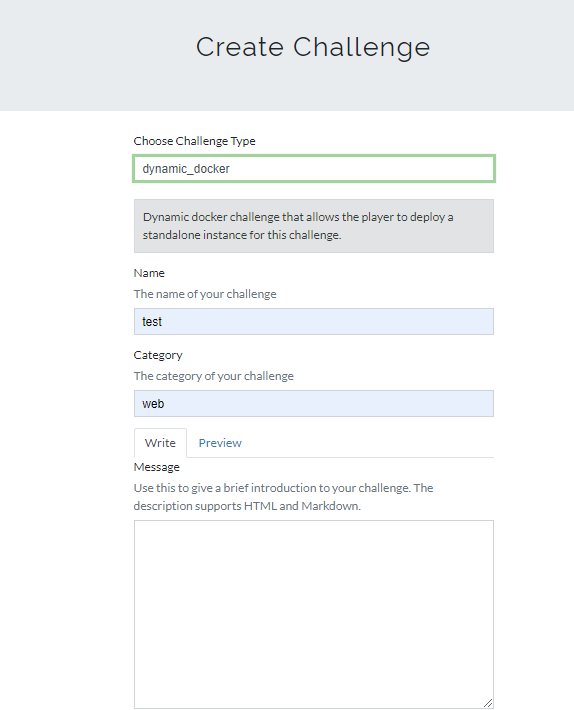 Create Challenge
Choose Challenge Type
dynamic_docker
Dynamic docker challenge that allows the player to deploy a
standalone instance for this challenge.
Name
The name of your challenge
test
Category
The category of your challenge
web
Write Preview
Message
Use this to give a brief introduction to your challenge. The
description supports HTML and Markdown.